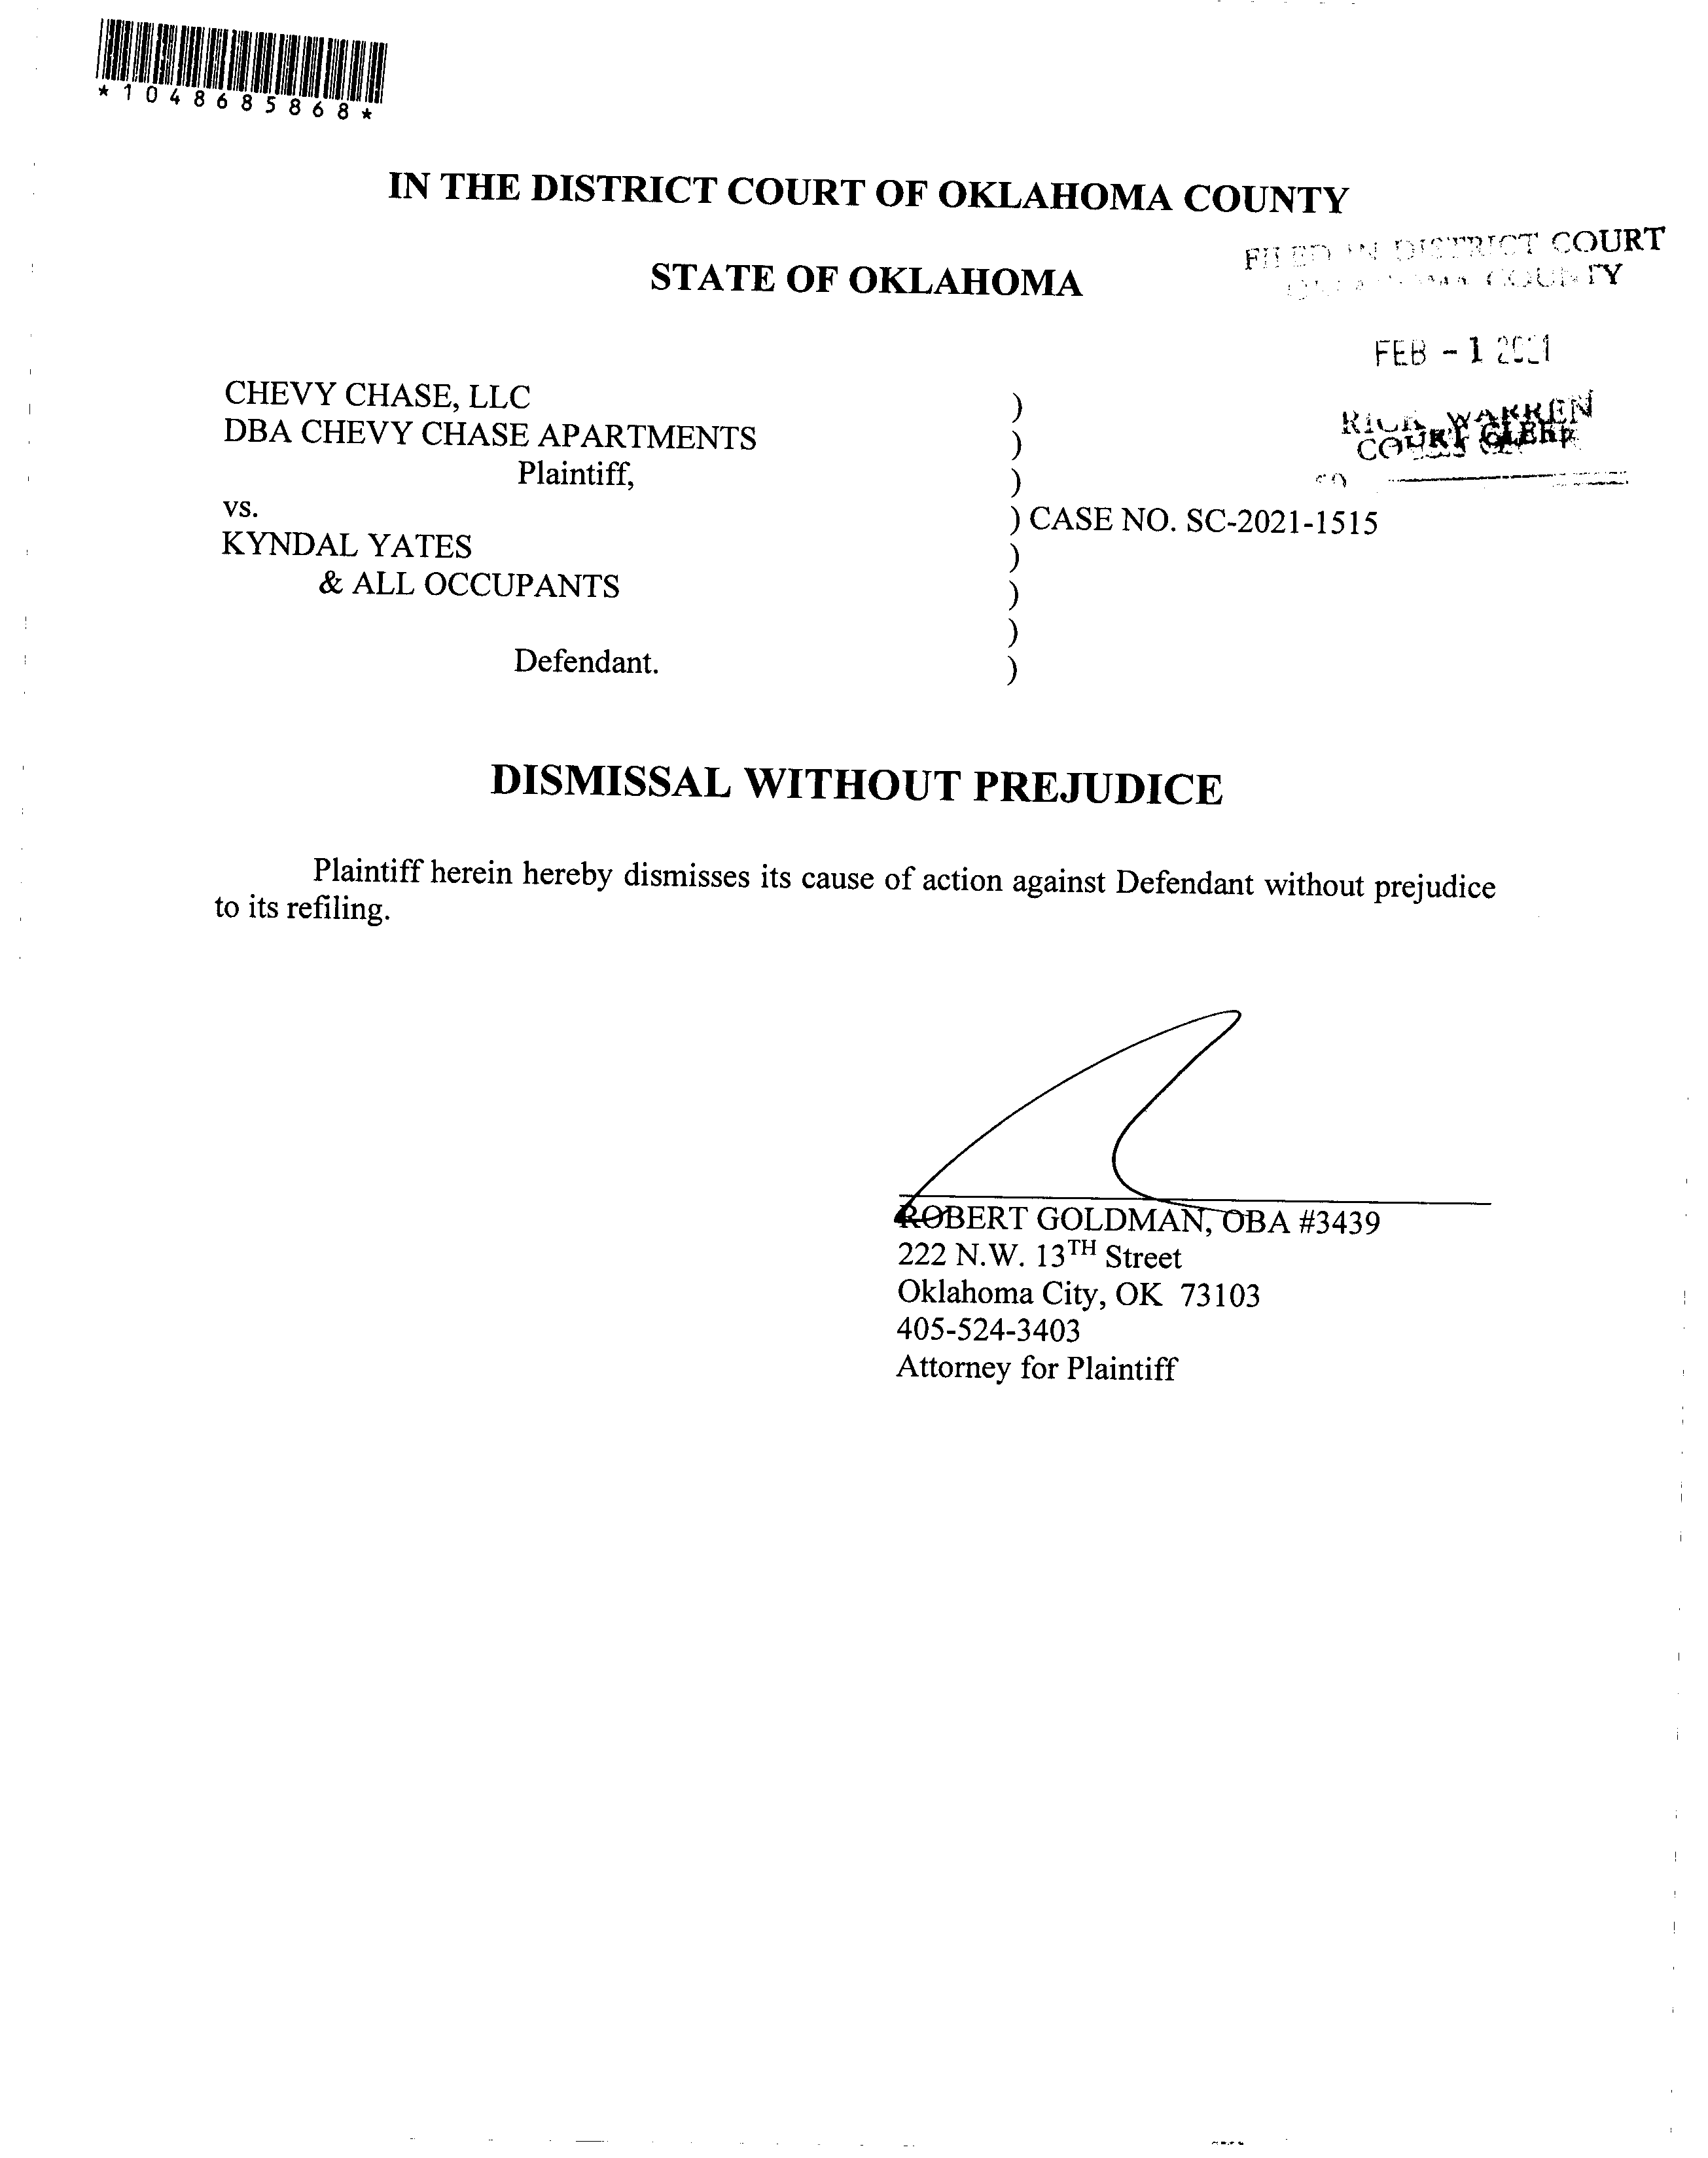 *1048685868*
IN THE DISTRICT COURT OF OKLAHOMA COUNTY
STATE OF OKLAHOMA
FILED IN DISTRICT COURT
OKLAHOMA COUNTY
FEB - 1 2021
RICK WARREN
COURT CLERK
CHEVY CHASE, LLC )
DBA CHEVY CHASE APARTMENTS )
Plaintiff, )
vs. ) CASE NO. SC-2021-1515
KYNDAL YATES )
& ALL OCCUPANTS )
)
Defendant. )
DISMISSAL WITHOUT PREJUDICE
Plaintiff herein hereby dismisses its cause of action against Defendant without prejudice
to its refiling.
ROBERT GOLDMAN, OBA #3439
222 N.W. 13TH Street
Oklahoma City, OK 73103
405-524-3403
Attorney for Plaintiff